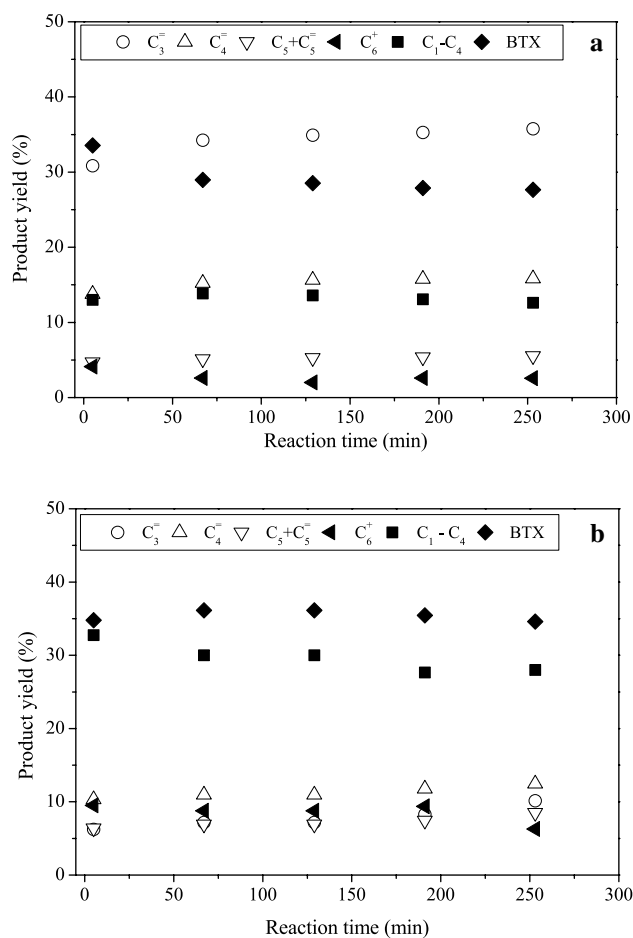 C₃⁼ C₄⁼ C₅+C₅⁼ C₆⁺ C₁-C₄ BTX a
50
40
30
20
10
0
Product yield (%)
0 50 100 150 200 250 300
Reaction time (min)
C₃⁼ C₄⁼ C₅+C₅⁼ C₆⁺ C₁ - C₄ BTX b
50
40
30
20
10
0
Product yield (%)
0 50 100 150 200 250 300
Reaction time (min)